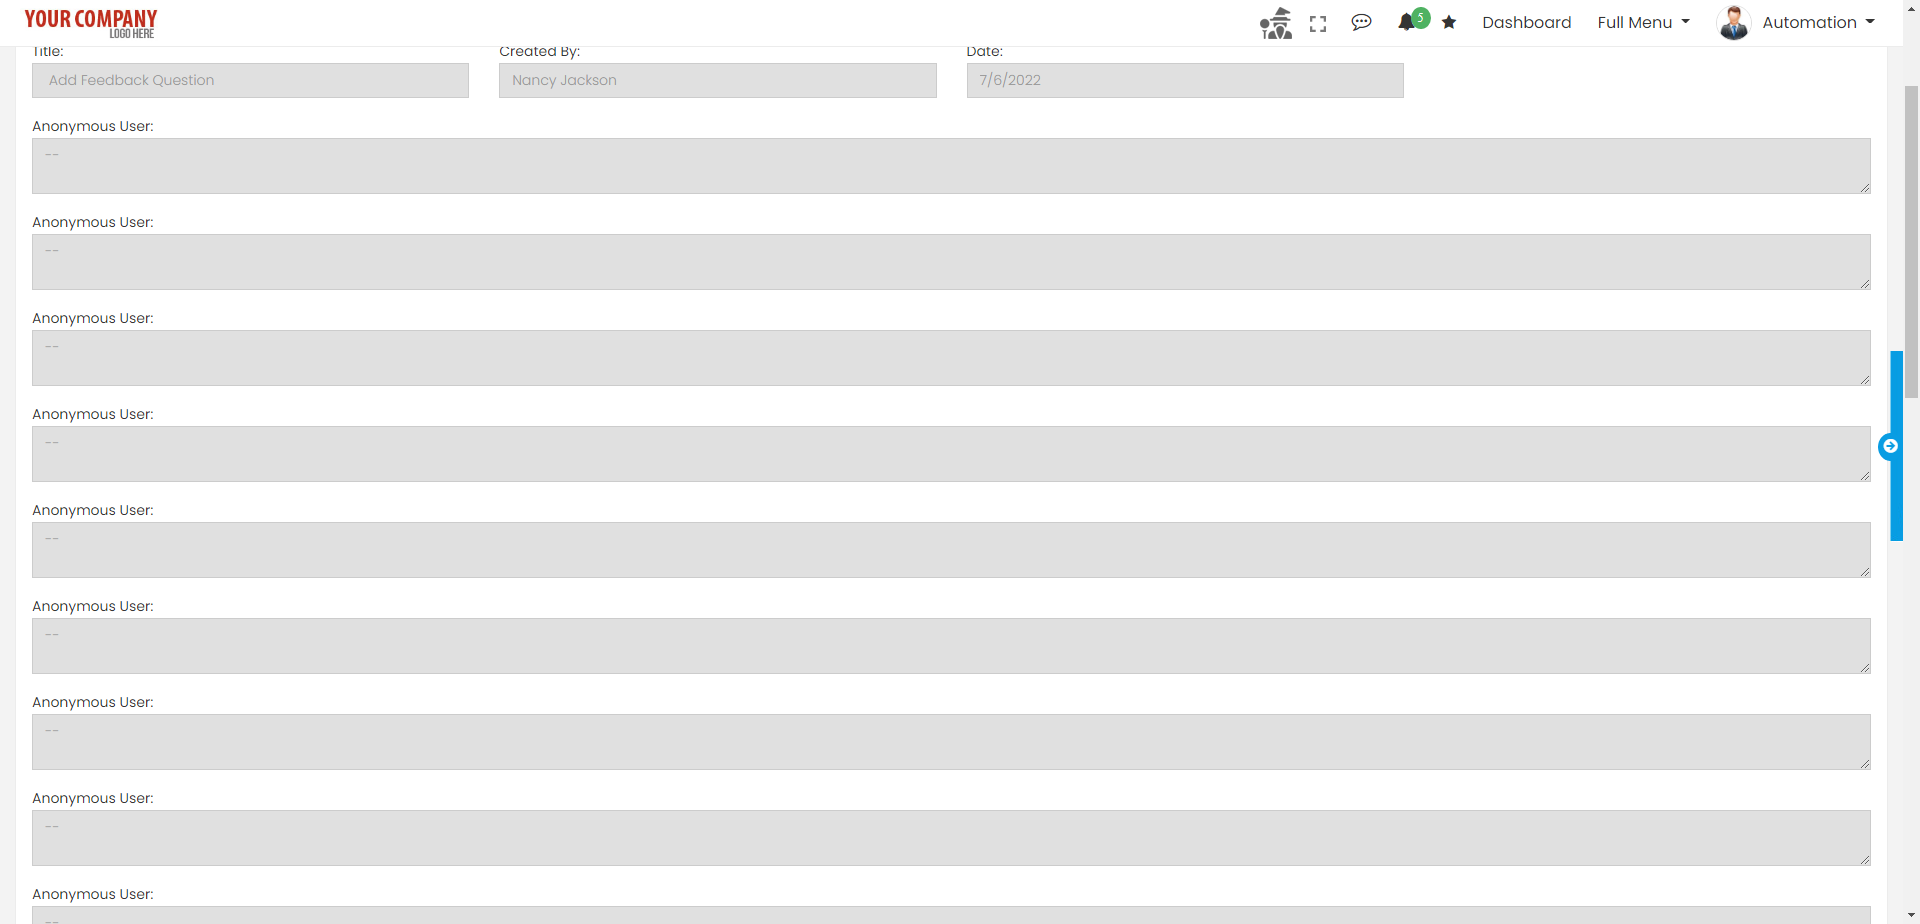 YOUR COMPANY
LOGO HERE
5
Dashboard
Full Menu
Automation
Title:
Created By:
Date:
Add Feedback Question
Nancy Jackson
7/6/2022
Anonymous User:
--
Anonymous User:
--
Anonymous User:
--
Anonymous User:
--
Anonymous User:
--
Anonymous User:
--
Anonymous User:
--
Anonymous User:
--
Anonymous User:
--